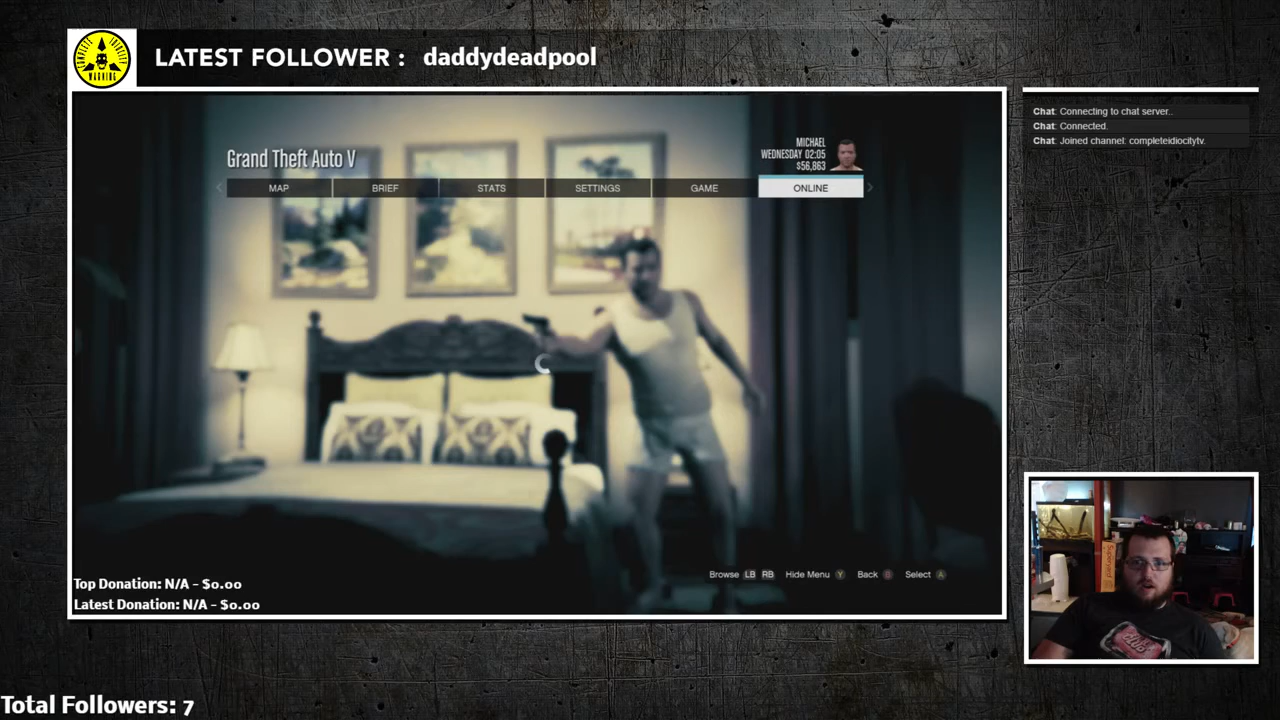 LATEST FOLLOWER : daddydeadpool
WARNING
Grand Theft Auto V
MICHAEL
WEDNESDAY 02:05
$56,863
MAP BRIEF STATS SETTINGS GAME ONLINE
Chat: Connecting to chat server..
Chat: Connected.
Chat: Joined channel: completeidiocitytv.
Browse LB RB Hide Menu Y Back B Select A
Top Donation: N/A - $0.00
Latest Donation: N/A - $0.00
Total Followers: 7